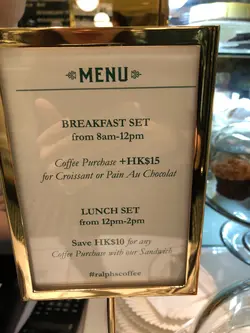 MENU
BREAKFAST SET
from 8am-12pm
Coffee Purchase +HK$15
for Croissant or Pain Au Chocolat
LUNCH SET
from 12pm-2pm
Save HK$10 for any
Coffee Purchase with our Sandwich
#ralphscoffee